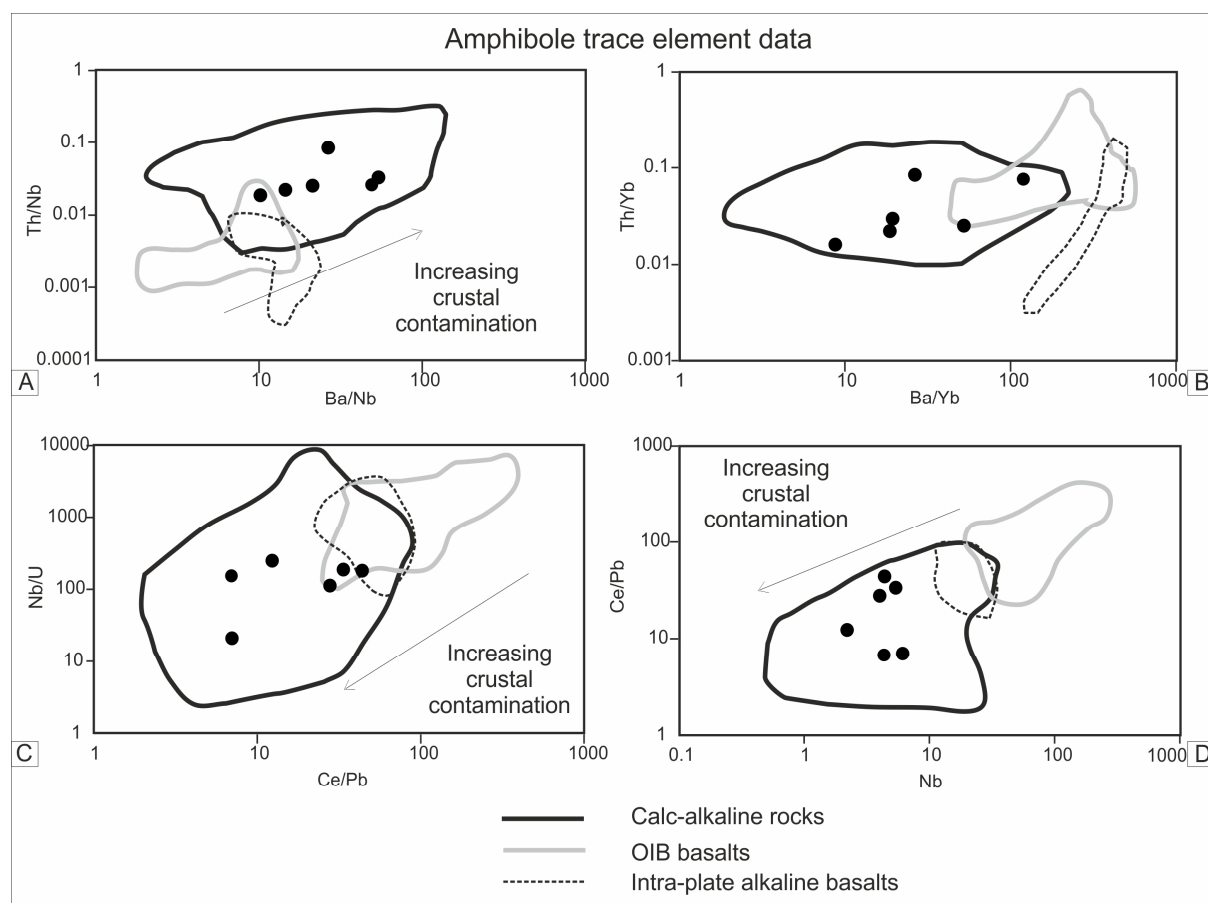 Amphibole trace element data
1
0.1
0.01
0.001
0.0001
Th/Nb
1
10
100
1000
Ba/Nb
Increasing
crustal
contamination
A
1
0.1
0.01
0.001
Th/Yb
1
10
100
1000
Ba/Yb
B
10000
1000
100
10
1
Nb/U
1
10
100
1000
Ce/Pb
Increasing
crustal
contamination
C
1000
100
10
1
Ce/Pb
0.1
1
10
100
1000
Nb
Increasing
crustal
contamination
D
Calc-alkaline rocks
OIB basalts
Intra-plate alkaline basalts